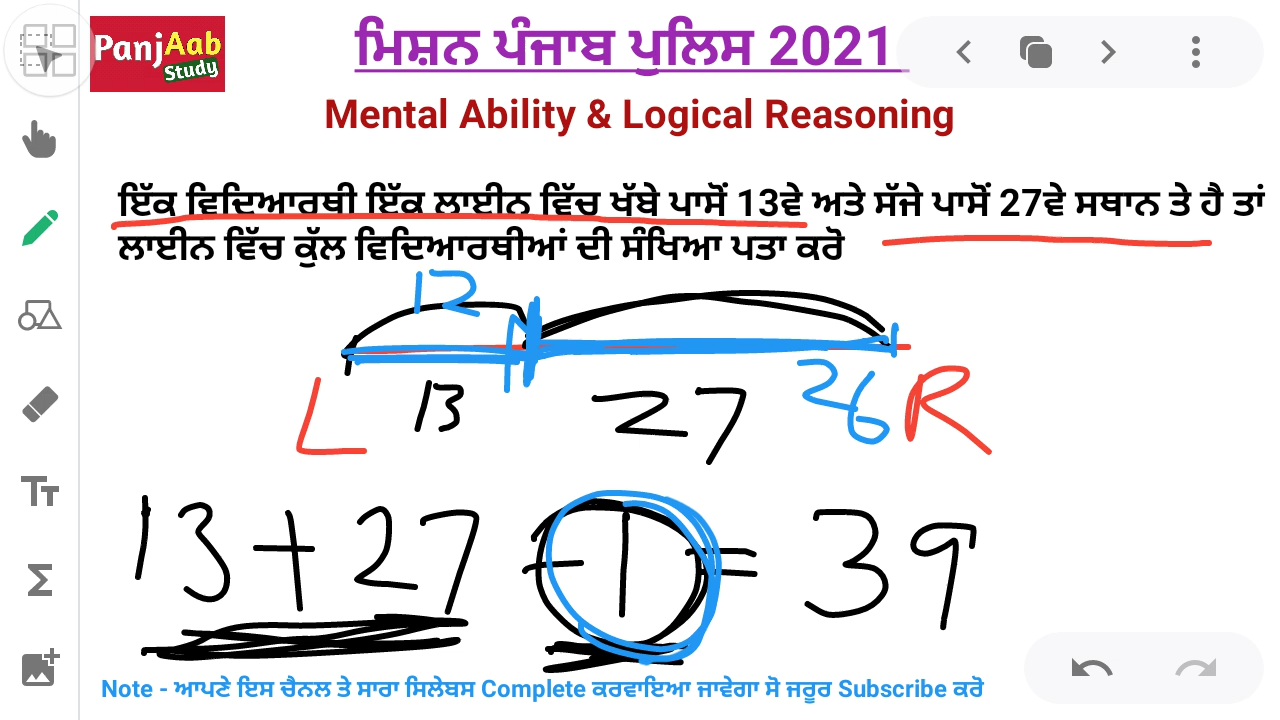 PanjAab
Study
ਮਿਸ਼ਨ ਪੰਜਾਬ ਪੁਲਿਸ 2021
Mental Ability & Logical Reasoning
ਇੱਕ ਵਿਦਿਆਰਥੀ ਇੱਕ ਲਾਈਨ ਵਿੱਚ ਖੱਬੇ ਪਾਸੋਂ 13ਵੇ ਅਤੇ ਸੱਜੇ ਪਾਸੋਂ 27ਵੇ ਸਥਾਨ ਤੇ ਹੈ ਤਾਂ
ਲਾਈਨ ਵਿੱਚ ਕੁੱਲ ਵਿਦਿਆਰਥੀਆਂ ਦੀ ਸੰਖਿਆ ਪਤਾ ਕਰੋ
12
L 13 27 26 R
13 + 27 - 1 = 39
Note - ਆਪਣੇ ਇਸ ਚੈਨਲ ਤੇ ਸਾਰਾ ਸਿਲੇਬਸ Complete ਕਰਵਾਇਆ ਜਾਵੇਗਾ ਸੋ ਜਰੂਰ Subscribe ਕਰੋ